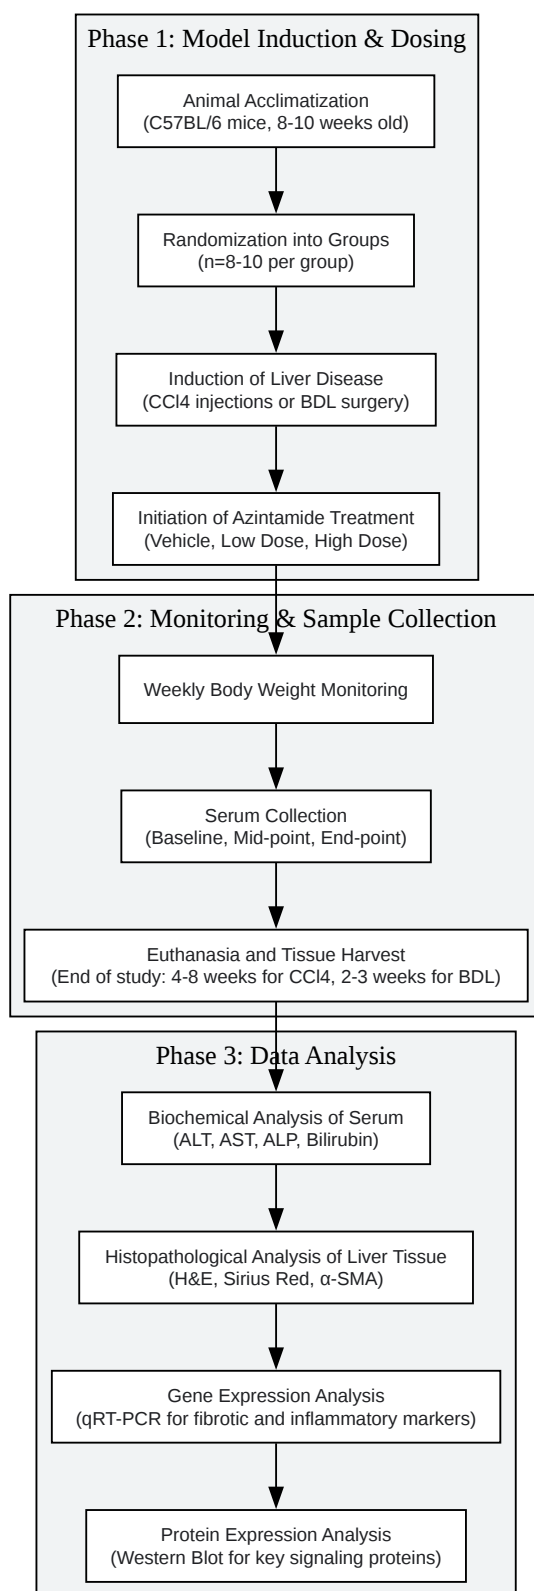 Phase 1: Model Induction & Dosing
Animal Acclimatization
(C57BL/6 mice, 8-10 weeks old)
Randomization into Groups
(n=8-10 per group)
Induction of Liver Disease
(CCl4 injections or BDL surgery)
Initiation of Azintamide Treatment
(Vehicle, Low Dose, High Dose)
Phase 2: Monitoring & Sample Collection
Weekly Body Weight Monitoring
Serum Collection
(Baseline, Mid-point, End-point)
Euthanasia and Tissue Harvest
(End of study: 4-8 weeks for CCl4, 2-3 weeks for BDL)
Phase 3: Data Analysis
Biochemical Analysis of Serum
(ALT, AST, ALP, Bilirubin)
Histopathological Analysis of Liver Tissue
(H&E, Sirius Red, α-SMA)
Gene Expression Analysis
(qRT-PCR for fibrotic and inflammatory markers)
Protein Expression Analysis
(Western Blot for key signaling proteins)